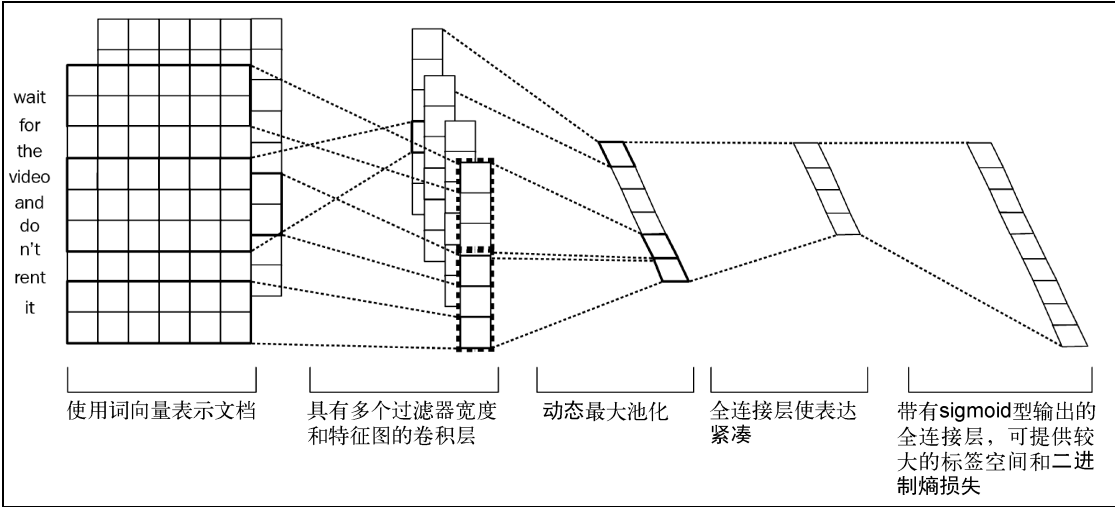 wait
for
the
video
and
do
n't
rent
it
使用词向量表示文档
具有多个过滤器宽度
和特征图的卷积层
动态最大池化
全连接层使表达
紧凑
带有sigmoid型输出的
全连接层，可提供较
大的标签空间和二进
制熵损失